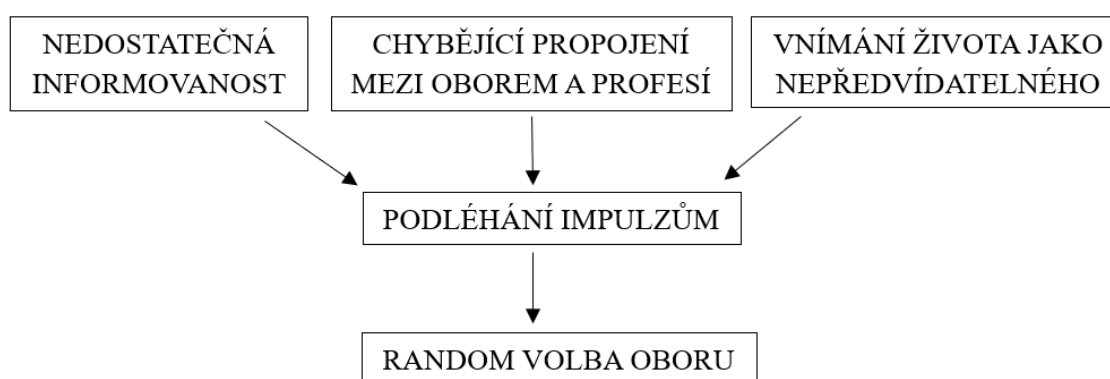 NEDOSTATEČNÁ
INFORMOVANOST
CHYBĚJÍCÍ PROPOJENÍ
MEZI OBOREM A PROFESÍ
VNÍMÁNÍ ŽIVOTA JAKO
NEPŘEDVÍDATELNÉHO
PODLÉHÁNÍ IMPULZŮM
RANDOM VOLBA OBORU